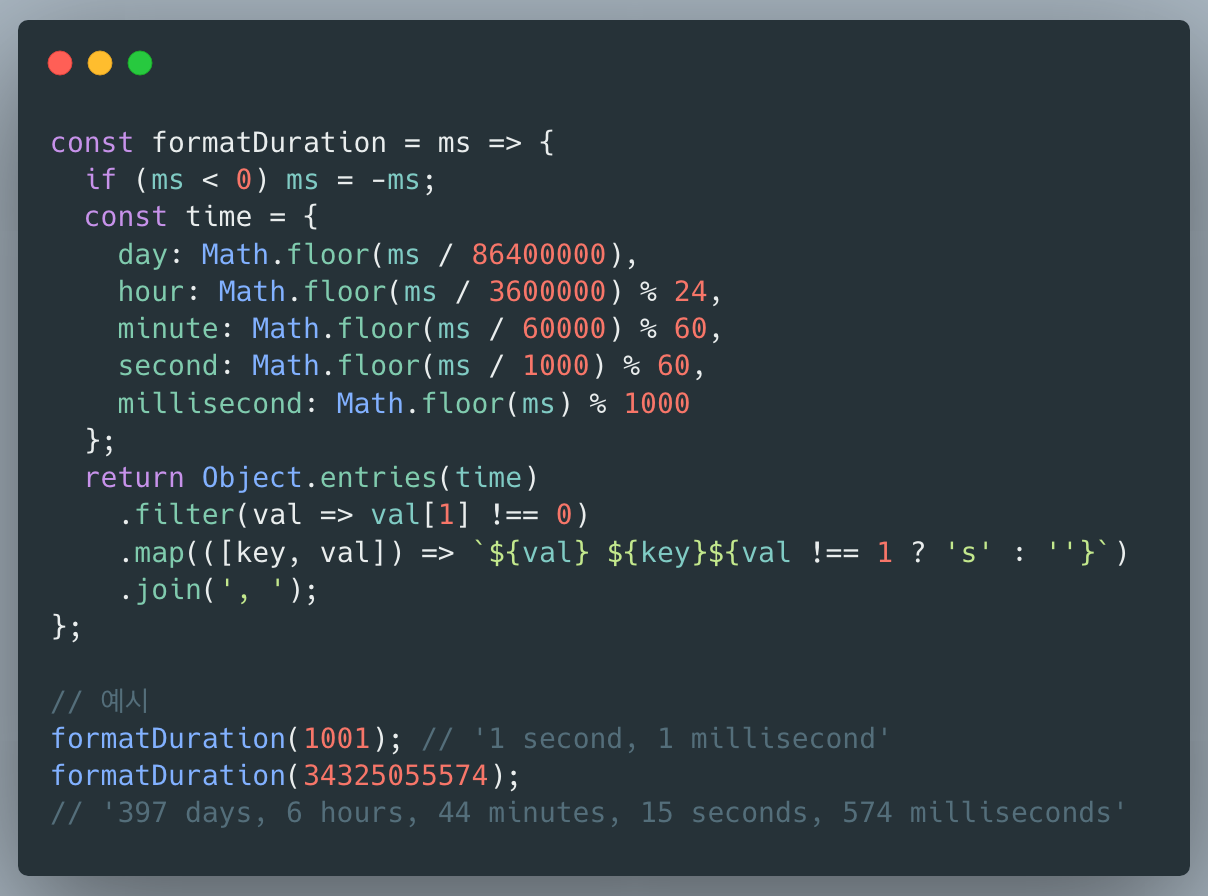 const formatDuration = ms => {
  if (ms < 0) ms = -ms;
  const time = {
    day: Math.floor(ms / 86400000),
    hour: Math.floor(ms / 3600000) % 24,
    minute: Math.floor(ms / 60000) % 60,
    second: Math.floor(ms / 1000) % 60,
    millisecond: Math.floor(ms) % 1000
  };
  return Object.entries(time)
    .filter(val => val[1] !== 0)
    .map(([key, val]) => `${val} ${key}${val !== 1 ? 's' : ''}`)
    .join(', ');
};

// 예시
formatDuration(1001); // '1 second, 1 millisecond'
formatDuration(34325055574);
// '397 days, 6 hours, 44 minutes, 15 seconds, 574 milliseconds'